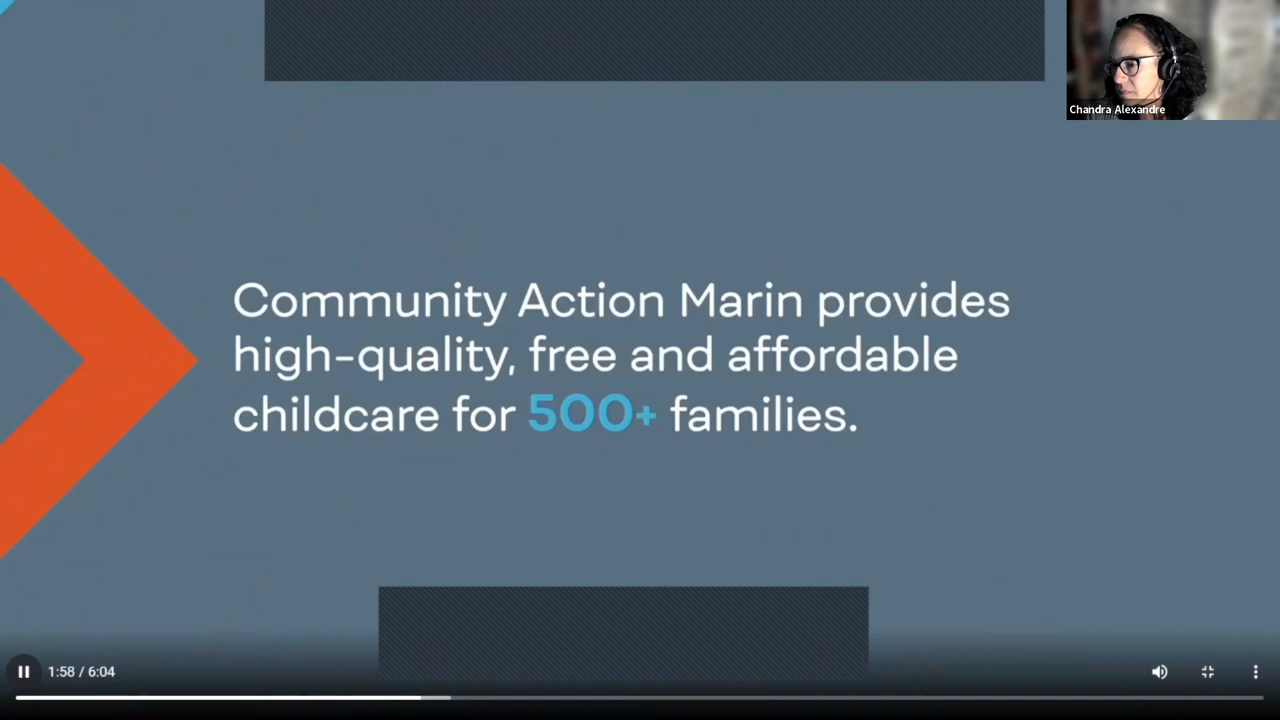 Chandra Alexandre
Community Action Marin provides
high-quality, free and affordable
childcare for 500+ families.
1:58 / 6:04